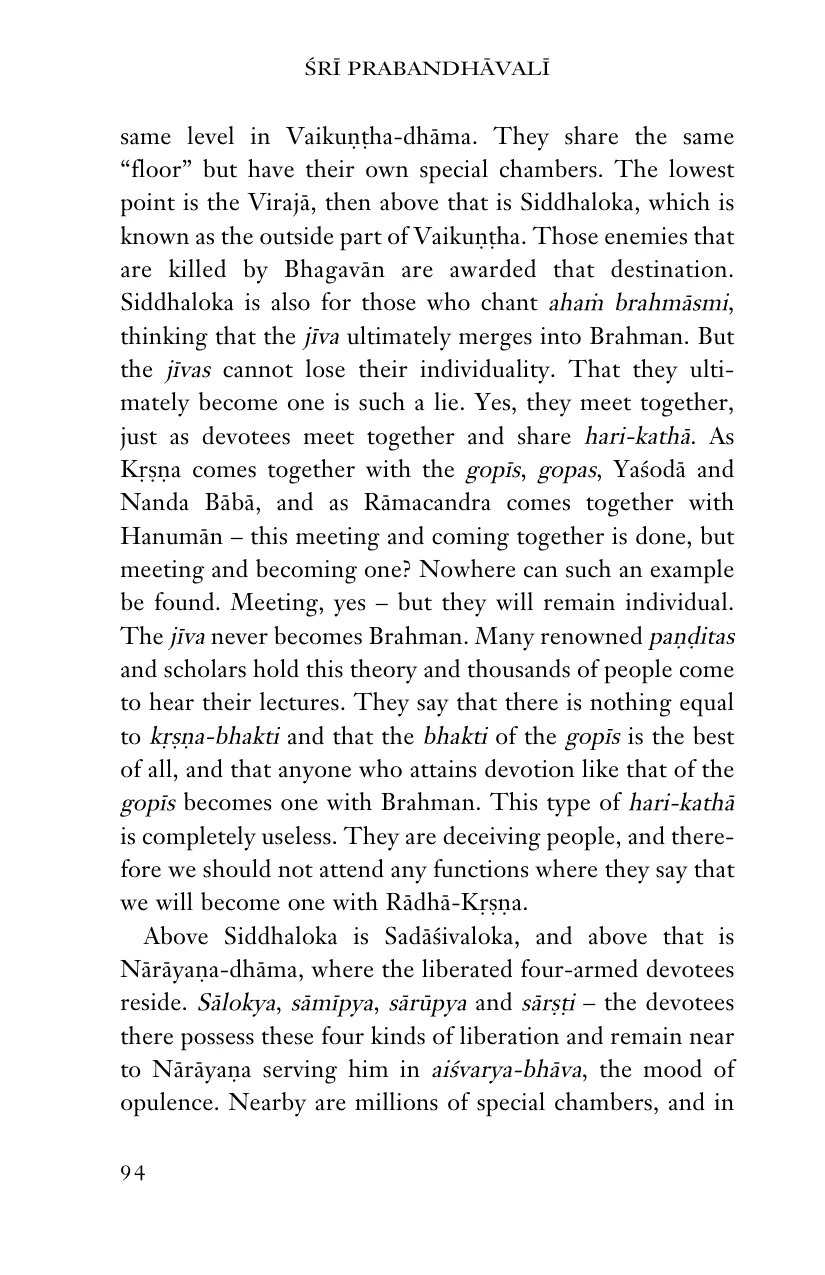 ŚRĪ PRABANDHĀVALĪ
same level in Vaikuṇṭha-dhāma. They share the same
“floor” but have their own special chambers. The lowest
point is the Virajā, then above that is Siddhaloka, which is
known as the outside part of Vaikuṇṭha. Those enemies that
are killed by Bhagavān are awarded that destination.
Siddhaloka is also for those who chant ahaṁ brahmāsmi,
thinking that the jīva ultimately merges into Brahman. But
the jīvas cannot lose their individuality. That they ulti-
mately become one is such a lie. Yes, they meet together,
just as devotees meet together and share hari-kathā. As
Kṛṣṇa comes together with the gopīs, gopas, Yaśodā and
Nanda Bābā, and as Rāmacandra comes together with
Hanumān – this meeting and coming together is done, but
meeting and becoming one? Nowhere can such an example
be found. Meeting, yes – but they will remain individual.
The jīva never becomes Brahman. Many renowned paṇḍitas
and scholars hold this theory and thousands of people come
to hear their lectures. They say that there is nothing equal
to kṛṣṇa-bhakti and that the bhakti of the gopīs is the best
of all, and that anyone who attains devotion like that of the
gopīs becomes one with Brahman. This type of hari-kathā
is completely useless. They are deceiving people, and there-
fore we should not attend any functions where they say that
we will become one with Rādhā-Kṛṣṇa.
Above Siddhaloka is Sadāśivaloka, and above that is
Nārāyaṇa-dhāma, where the liberated four-armed devotees
reside. Sālokya, sāmīpya, sārūpya and sārṣṭi – the devotees
there possess these four kinds of liberation and remain near
to Nārāyaṇa serving him in aiśvarya-bhāva, the mood of
opulence. Nearby are millions of special chambers, and in
94